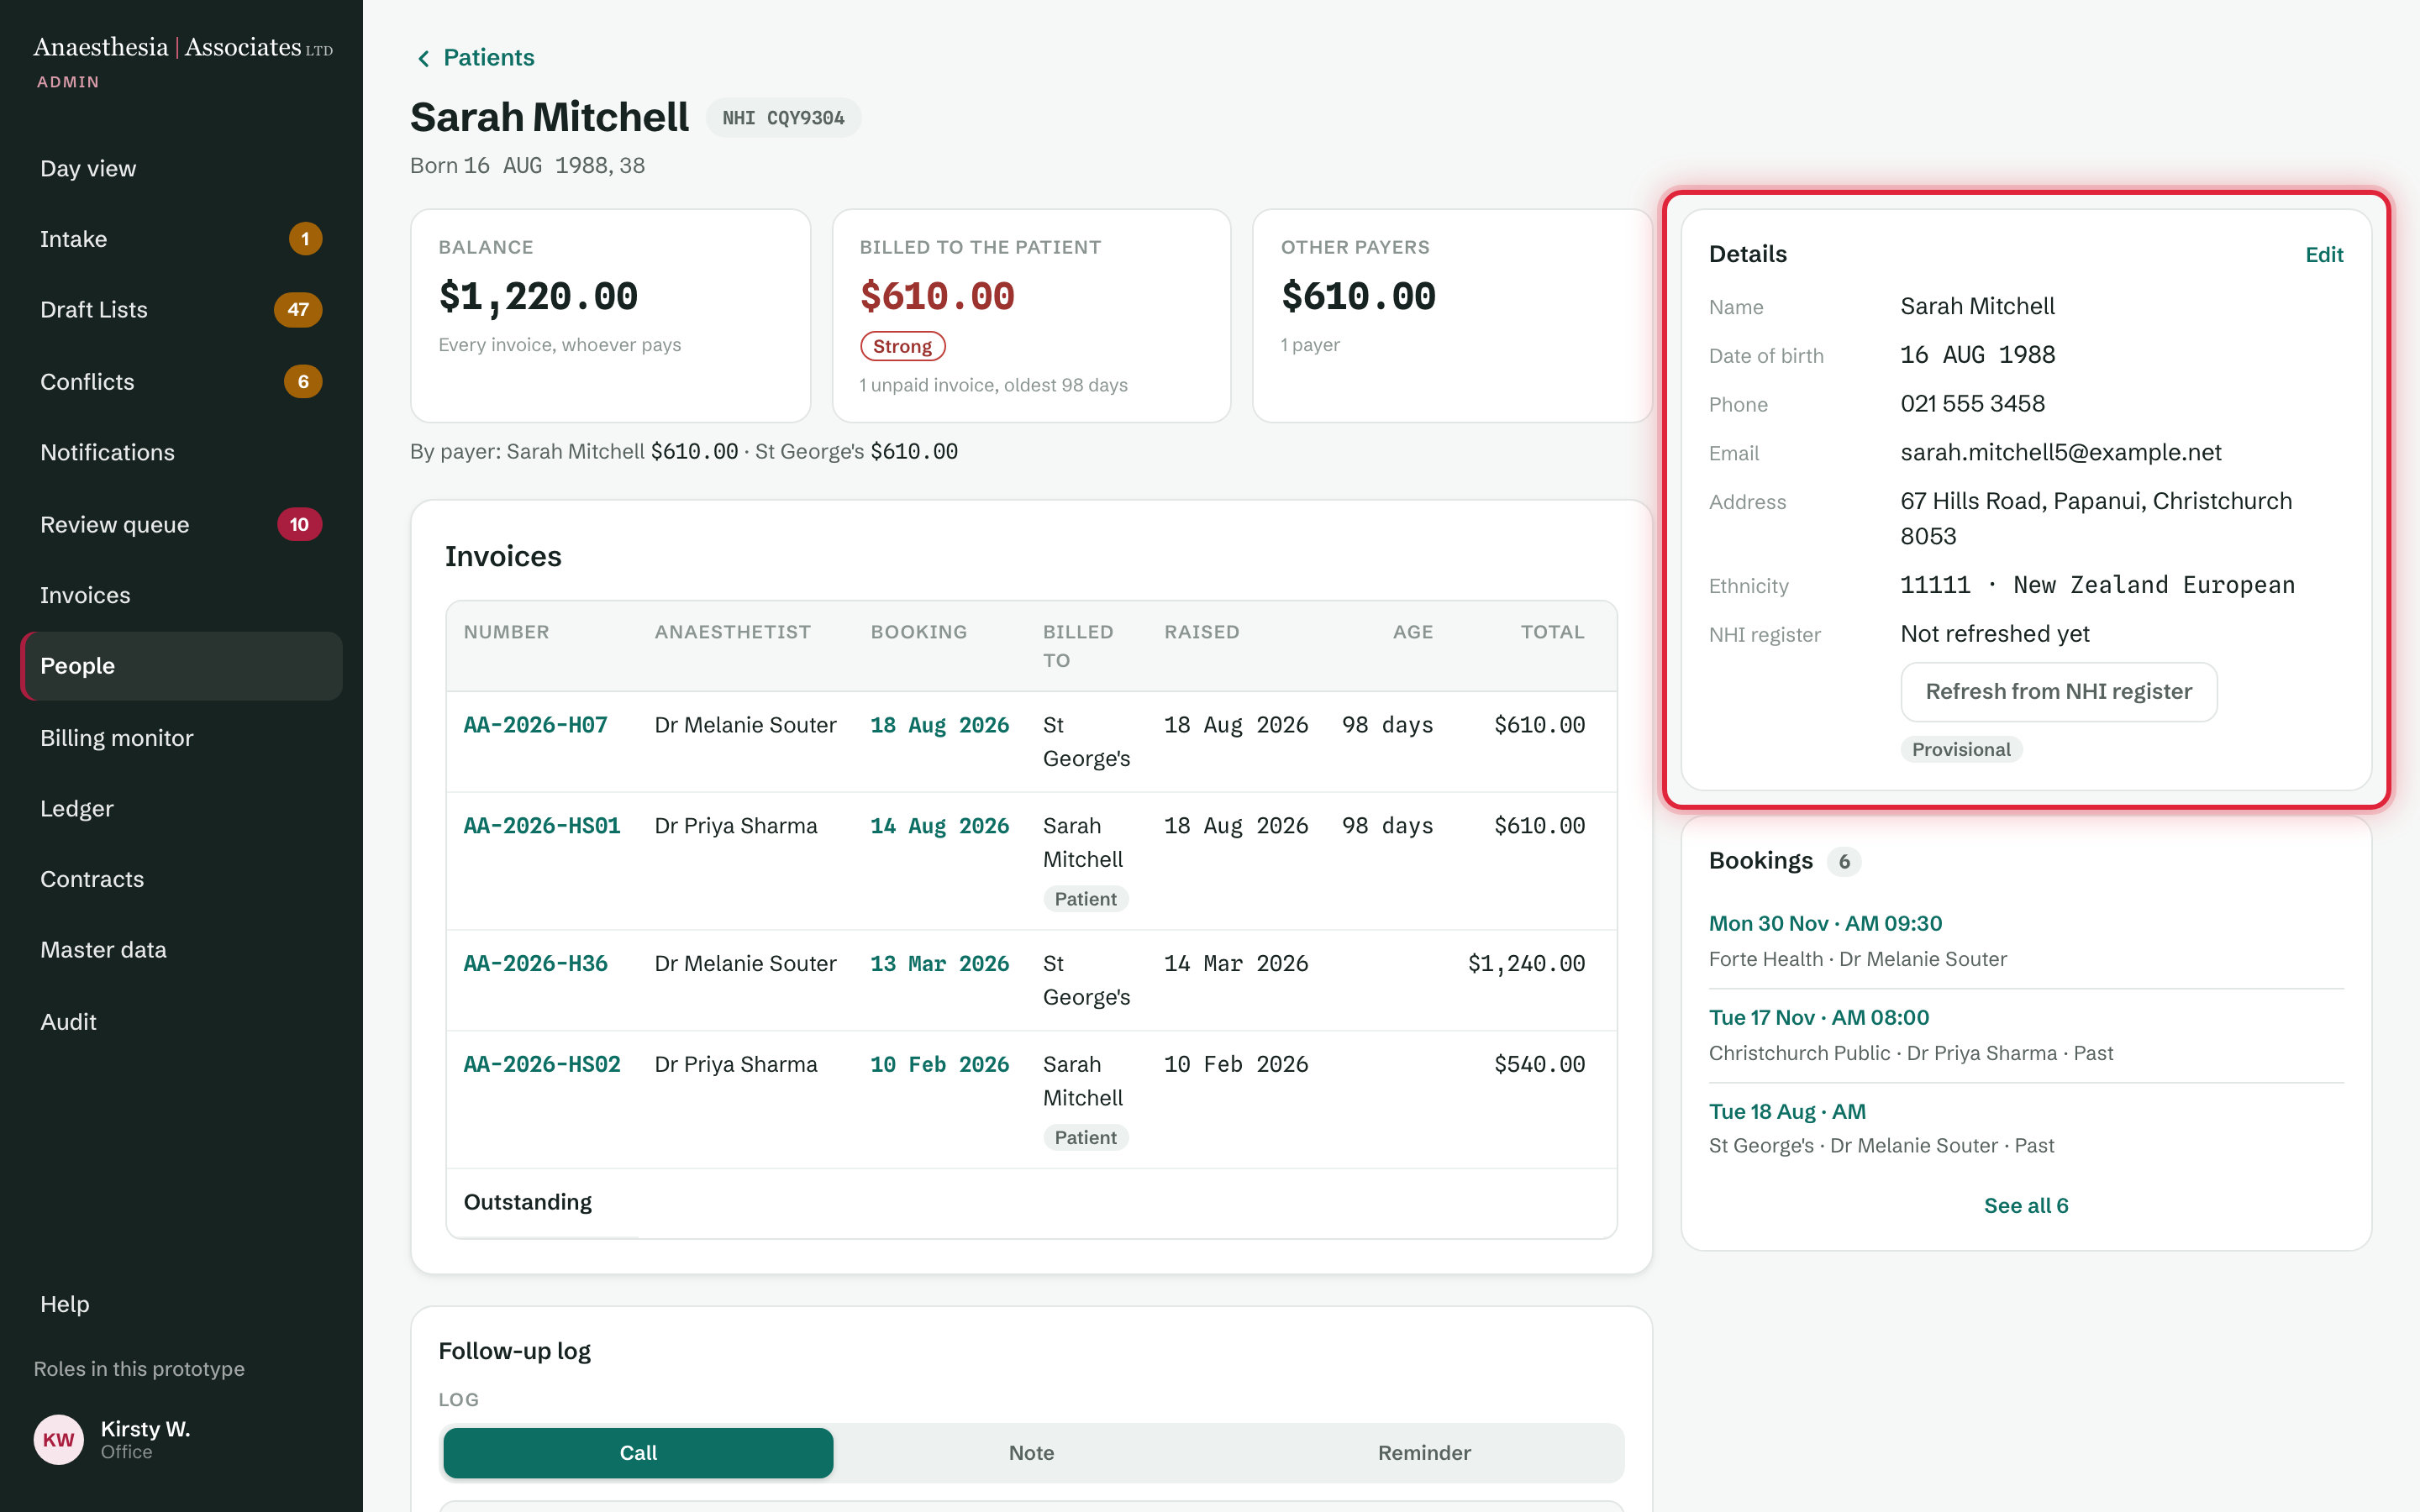 Anaesthesia | Associates LTD
ADMIN
Day view
Intake 1
Draft Lists 47
Conflicts 6
Notifications
Review queue 10
Invoices
People
Billing monitor
Ledger
Contracts
Master data
Audit
Help
Roles in this prototype
KW
Kirsty W.
Office
Patients
Sarah Mitchell NHI CQY9304
Born 16 AUG 1988, 38
BALANCE
$1,220.00
Every invoice, whoever pays
BILLED TO THE PATIENT
$610.00
Strong
1 unpaid invoice, oldest 98 days
OTHER PAYERS
$610.00
1 payer
By payer: Sarah Mitchell $610.00 · St George's $610.00
Invoices
NUMBER ANAESTHETIST BOOKING BILLED TO RAISED AGE TOTAL
AA-2026-H07 Dr Melanie Souter 18 Aug 2026 St George's 18 Aug 2026 98 days $610.00
AA-2026-HS01 Dr Priya Sharma 14 Aug 2026 Sarah Mitchell Patient 18 Aug 2026 98 days $610.00
AA-2026-H36 Dr Melanie Souter 13 Mar 2026 St George's 14 Mar 2026 $1,240.00
AA-2026-HS02 Dr Priya Sharma 10 Feb 2026 Sarah Mitchell Patient 10 Feb 2026 $540.00
Outstanding
Follow-up log
LOG
Call Note Reminder
Details Edit
Name Sarah Mitchell
Date of birth 16 AUG 1988
Phone 021 555 3458
Email sarah.mitchell5@example.net
Address 67 Hills Road, Papanui, Christchurch
8053
Ethnicity 11111 · New Zealand European
NHI register Not refreshed yet
Refresh from NHI register
Provisional
Bookings 6
Mon 30 Nov · AM 09:30
Forte Health · Dr Melanie Souter
Tue 17 Nov · AM 08:00
Christchurch Public · Dr Priya Sharma · Past
Tue 18 Aug · AM
St George's · Dr Melanie Souter · Past
See all 6